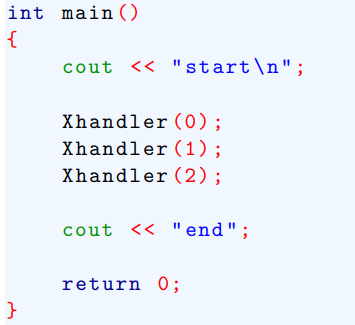 int main()
{
cout << "start\n";
Xhandler(0);
Xhandler(1);
Xhandler(2);
cout << "end";
return 0;
}